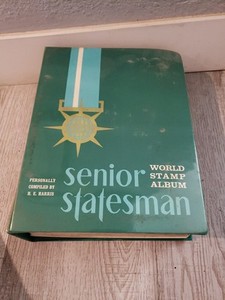 PERSONALLY
COMPILED BY
H. E. HARRIS
senior
statesman
WORLD
STAMP
ALBUM